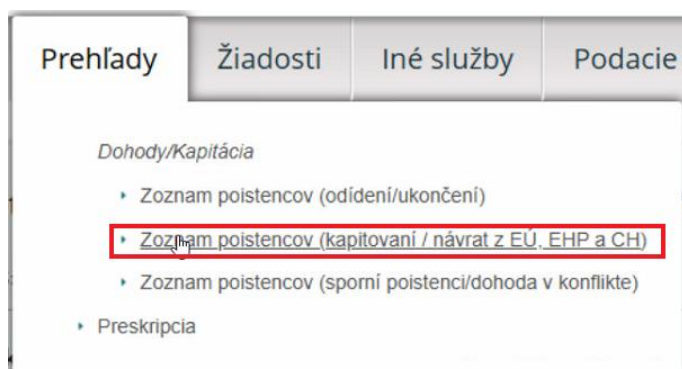 Prehľady Žiadosti Iné služby Podacie
Dohody/Kapitácia
Zoznam poistencov (odídení/ukončení)
Zoznam poistencov (kapitovaní / návrat z EÚ, EHP a CH)
Zoznam poistencov (sporní poistenci/dohoda v konflikte)
Preskripcia